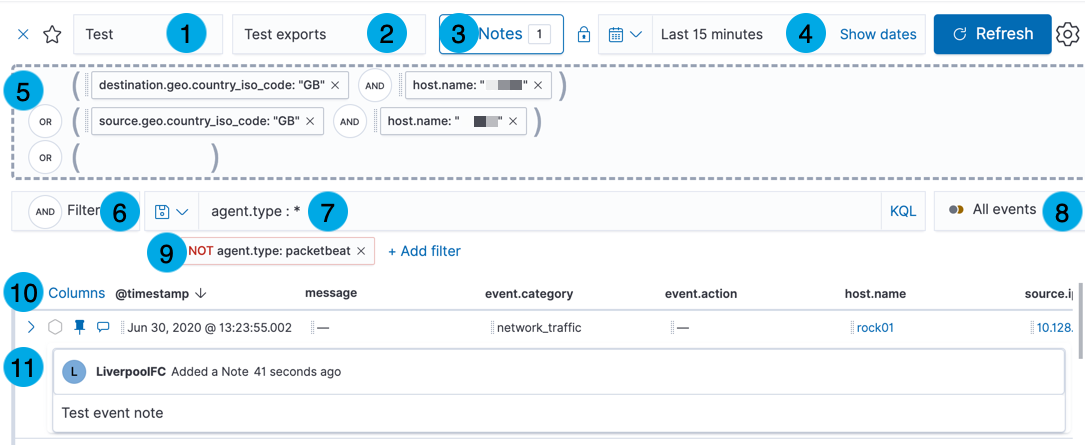 Test 1 Test exports 2 3 Notes 1 Last 15 minutes 4 Show dates Refresh
5 ( destination.geo.country_iso_code: "GB" × AND host.name: " " × )
OR ( source.geo.country_iso_code: "GB" × AND host.name: " " × )
OR ( )
AND Filter 6 agent.type : * 7 KQL All events 8
9 NOT agent.type: packetbeat × + Add filter
10 Columns @timestamp ↓ message event.category event.action host.name source.ip
Jun 30, 2020 @ 13:23:55.002 — network_traffic — rock01 10.128.
11 L LiverpoolFC Added a Note 41 seconds ago
Test event note